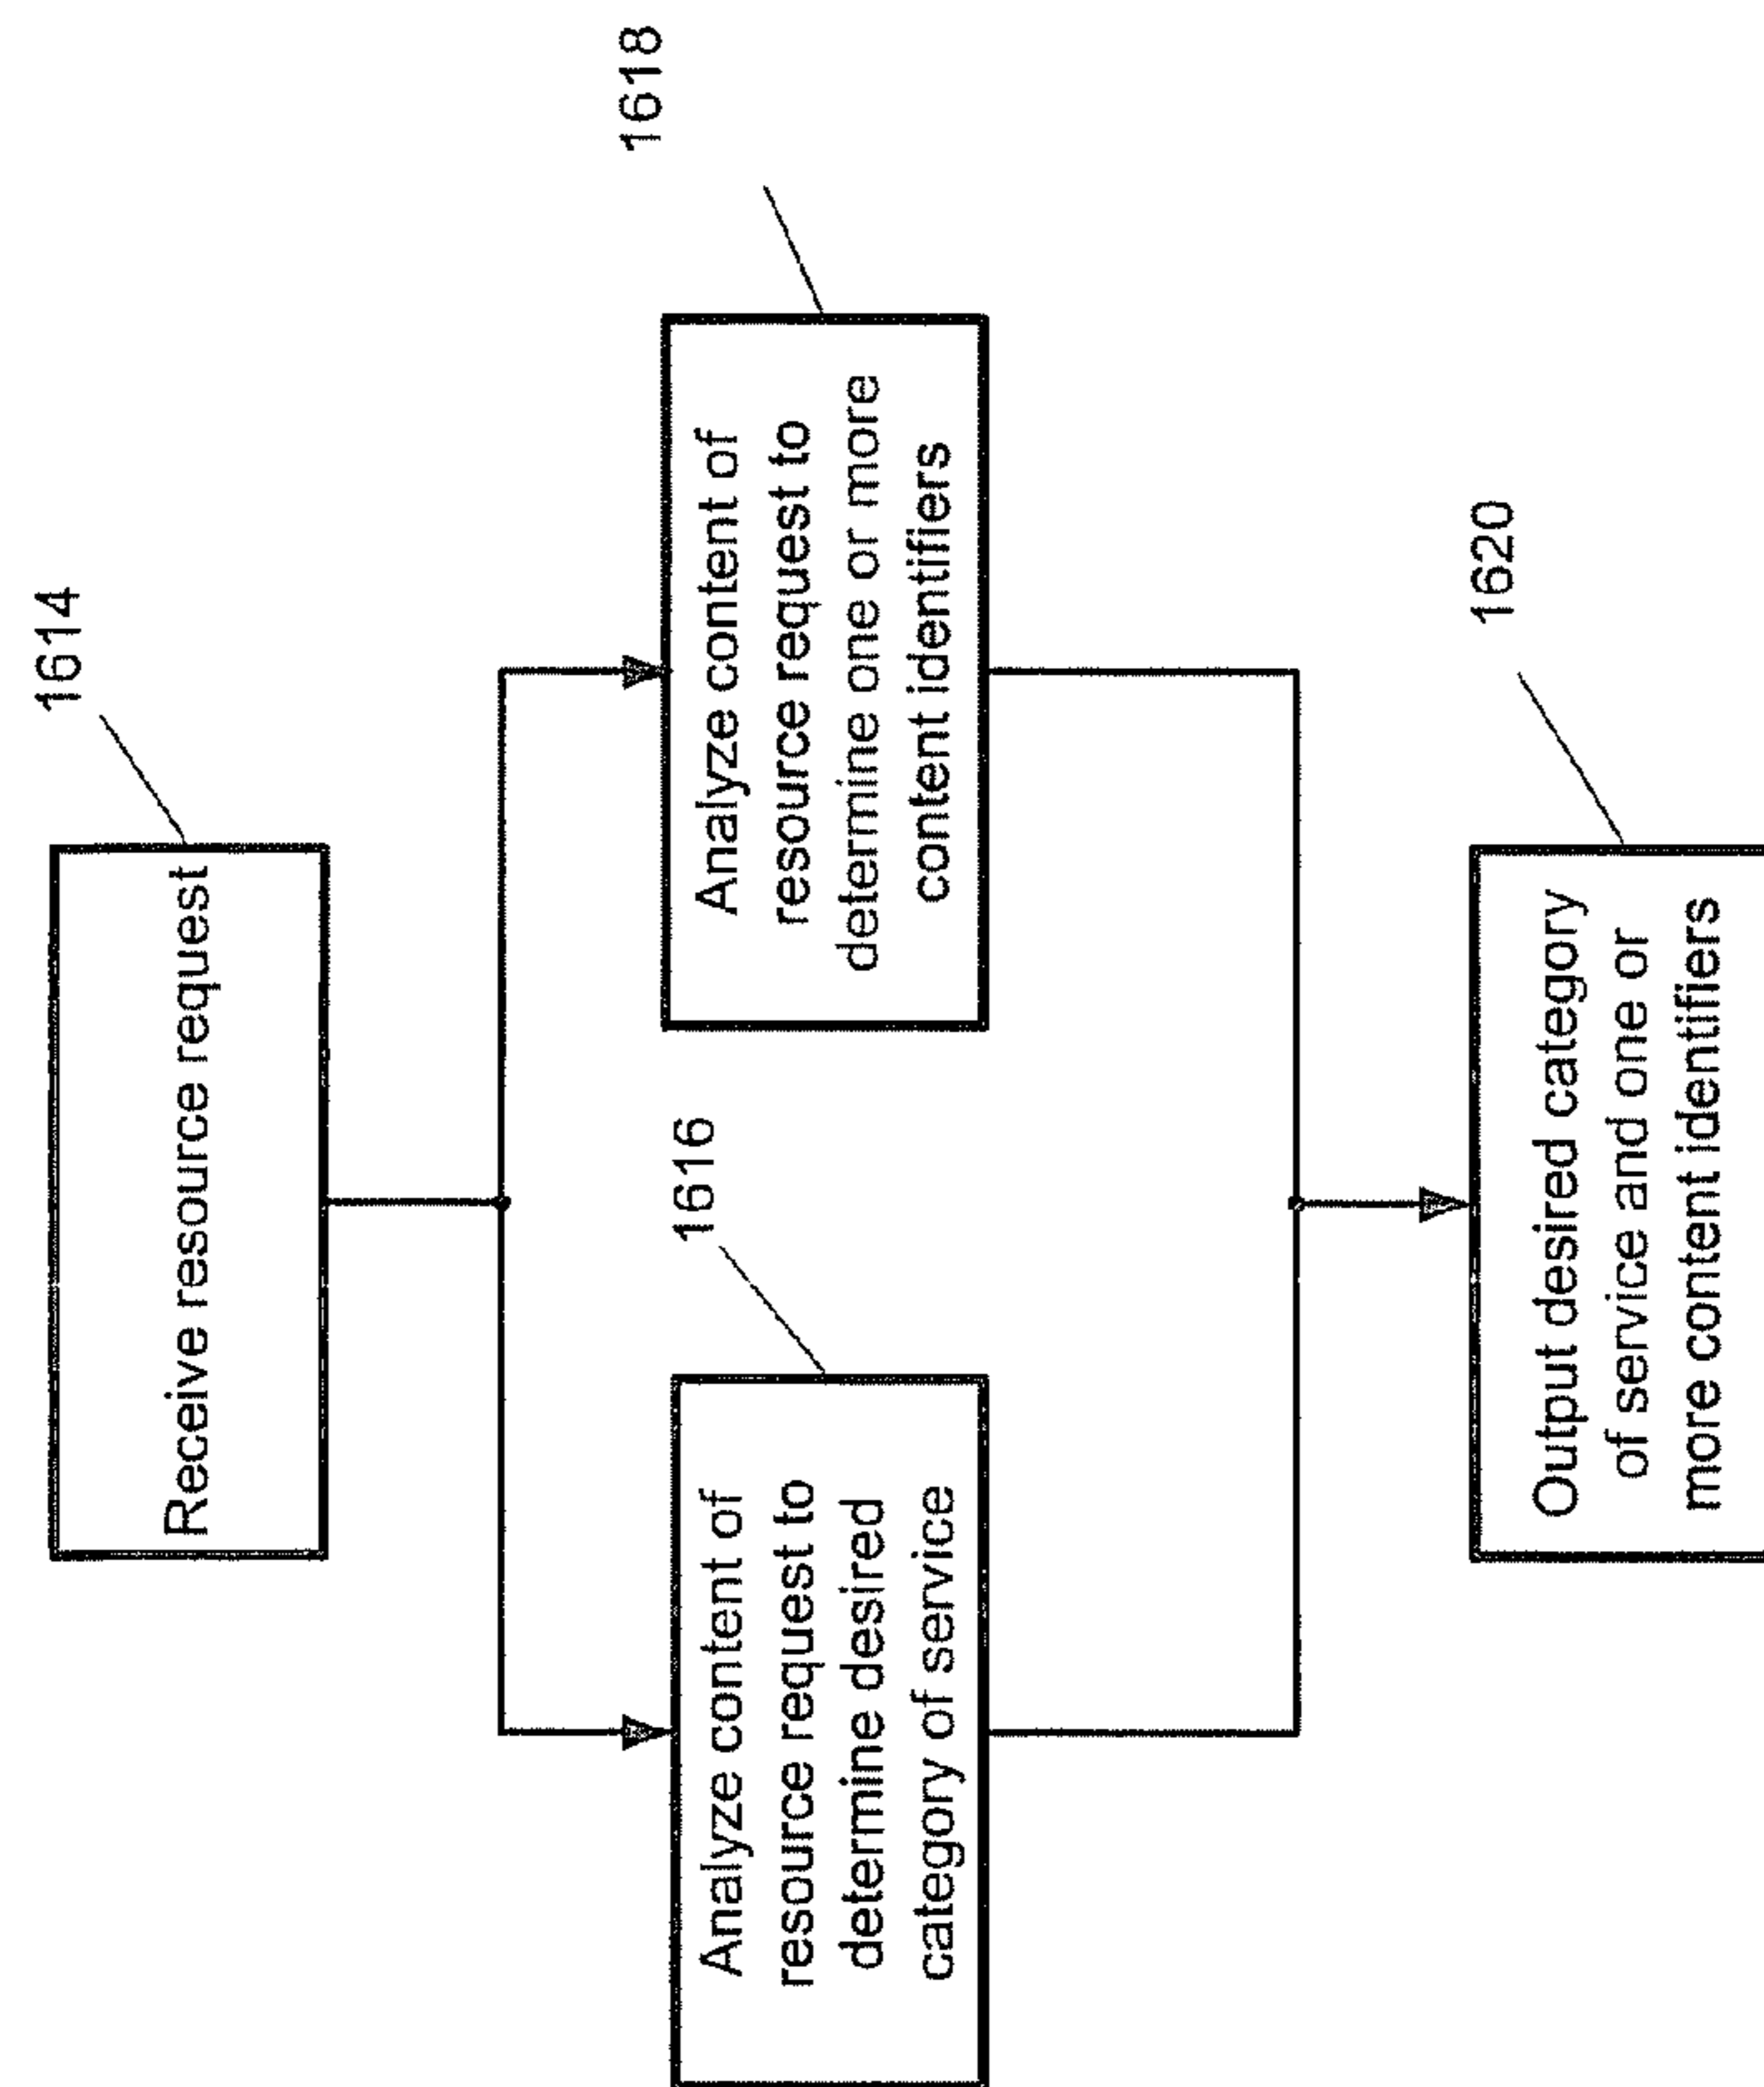 1614
Receive resource request
1616
Analyze content of
resource request to
determine desired
category of service
1618
Analyze content of
resource request to
determine one or more
content identifiers
1620
Output desired category
of service and one or
more content identifiers